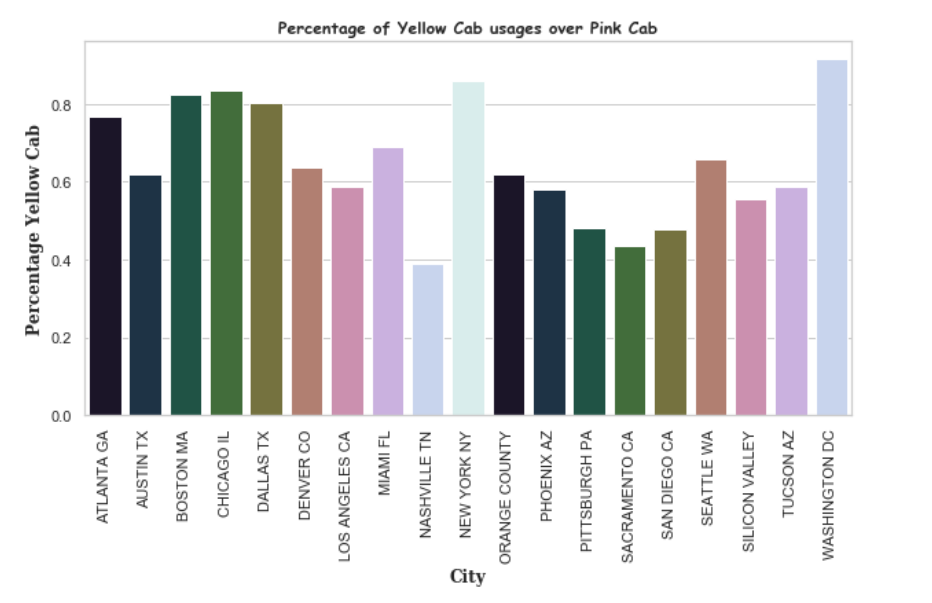 Percentage of Yellow Cab usages over Pink Cab
Percentage Yellow Cab
0.8
0.6
0.4
0.2
0.0
ATLANTA GA
AUSTIN TX
BOSTON MA
CHICAGO IL
DALLAS TX
DENVER CO
LOS ANGELES CA
MIAMI FL
NASHVILLE TN
NEW YORK NY
ORANGE COUNTY
PHOENIX AZ
PITTSBURGH PA
SACRAMENTO CA
SAN DIEGO CA
SEATTLE WA
SILICON VALLEY
TUCSON AZ
WASHINGTON DC
City